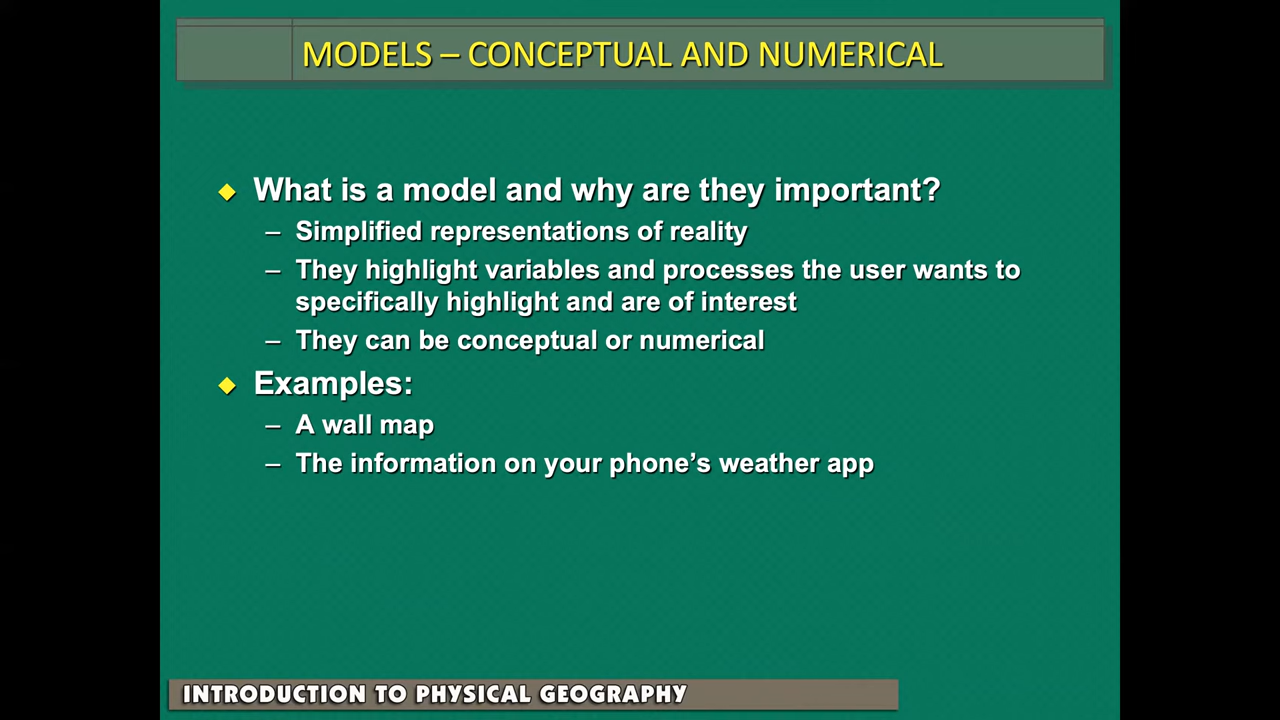 MODELS – CONCEPTUAL AND NUMERICAL
What is a model and why are they important?
– Simplified representations of reality
– They highlight variables and processes the user wants to
specifically highlight and are of interest
– They can be conceptual or numerical
Examples:
– A wall map
– The information on your phone’s weather app
INTRODUCTION TO PHYSICAL GEOGRAPHY